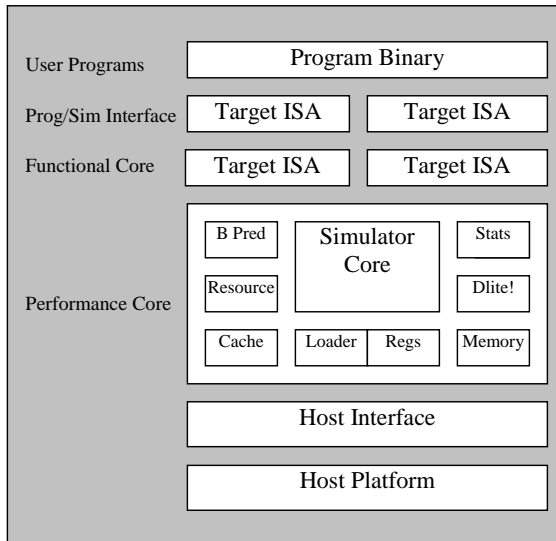 User Programs
Program Binary
Prog/Sim Interface
Target ISA
Target ISA
Functional Core
Target ISA
Target ISA
Performance Core
B Pred
Simulator
Core
Stats
Resource
Dlite!
Cache
Loader
Regs
Memory
Host Interface
Host Platform